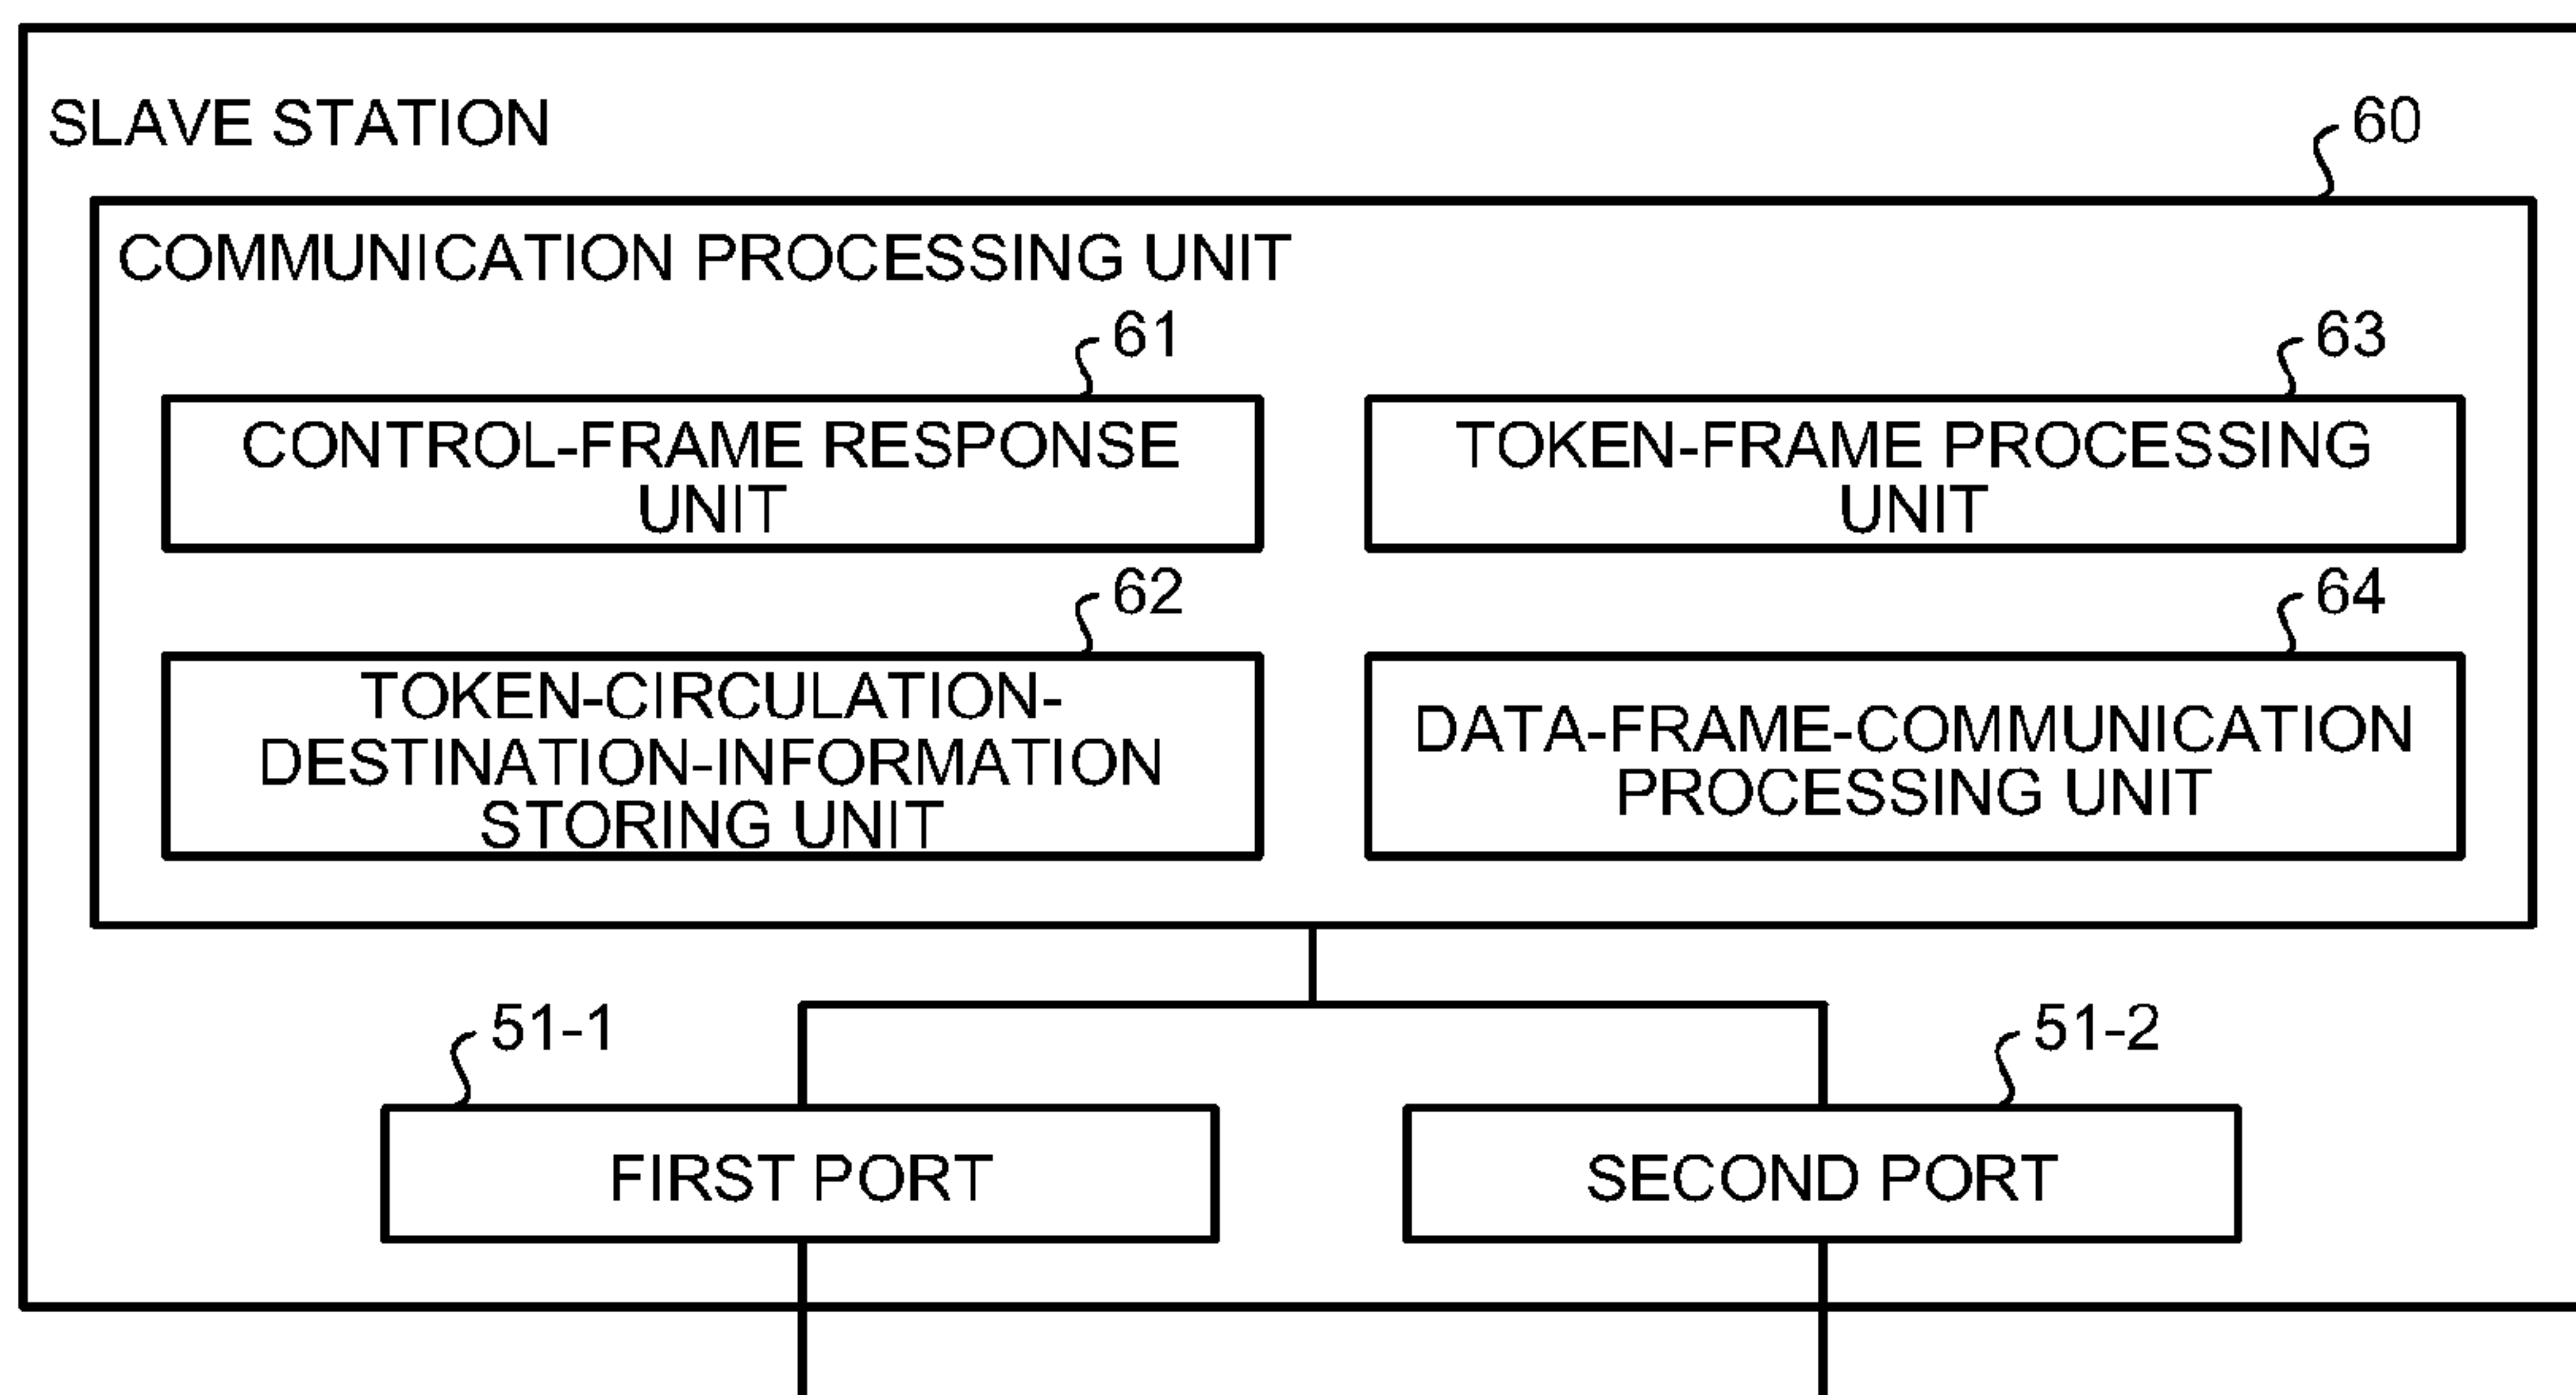 SLAVE STATION
60
COMMUNICATION PROCESSING UNIT
61
CONTROL-FRAME RESPONSE
UNIT
63
TOKEN-FRAME PROCESSING
UNIT
62
TOKEN-CIRCULATION-
DESTINATION-INFORMATION
STORING UNIT
64
DATA-FRAME-COMMUNICATION
PROCESSING UNIT
51-1
FIRST PORT
51-2
SECOND PORT